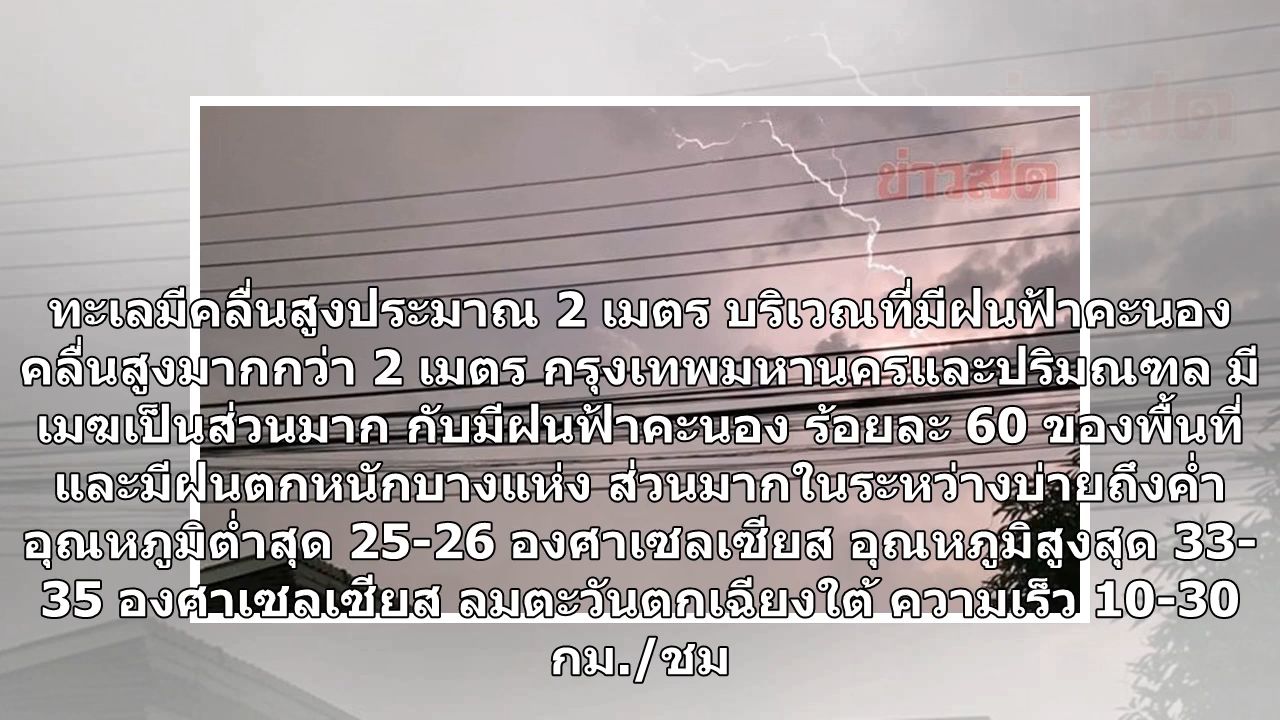 ข่าวสด
ทะเลมีคลื่นสูงประมาณ 2 เมตร บริเวณที่มีฝนฟ้าคะนอง
คลื่นสูงมากกว่า 2 เมตร กรุงเทพมหานครและปริมณฑล มี
เมฆเป็นส่วนมาก กับมีฝนฟ้าคะนอง ร้อยละ 60 ของพื้นที่
และมีฝนตกหนักบางแห่ง ส่วนมากในระหว่างบ่ายถึงค่ำ
อุณหภูมิต่ำสุด 25-26 องศาเซลเซียส อุณหภูมิสูงสุด 33-
35 องศาเซลเซียส ลมตะวันตกเฉียงใต้ ความเร็ว 10-30
กม./ชม